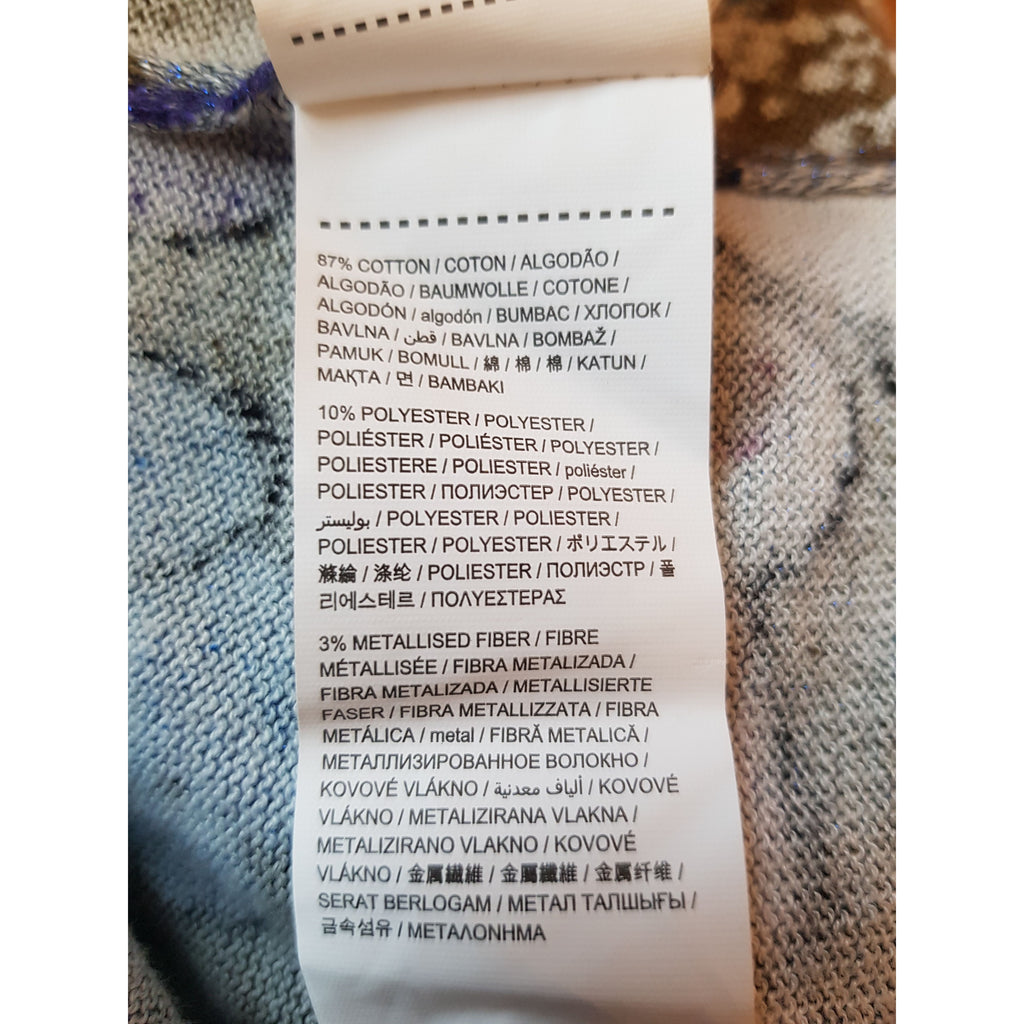 87% COTTON / COTON / ALGODÃO /
ALGODÃO / BAUMWOLLE / COTONE /
ALGODÓN / algodón / BUMBAC / ХЛОПОК /
BAVLNA / قطن / BAVLNA / BOMBAŽ /
PAMUK / BOMULL / 綿 / 棉 / 棉 / KATUN /
МАҚТА / 면 / BAMBAKI
10% POLYESTER / POLYESTER /
POLIÉSTER / POLIÉSTER / POLYESTER /
POLIESTERE / POLIESTER / poliéster /
POLIESTER / ПОЛИЭСТЕР / POLYESTER /
بوليستر / POLYESTER / POLIESTER /
POLIESTER / POLYESTER / ポリエステル /
滌綸 / 涤纶 / POLIESTER / ПОЛИЭСТР / 폴
리에스테르 / ΠΟΛΥΕΣΤΕΡΑΣ
3% METALLISED FIBER / FIBRE
MÉTALLISÉE / FIBRA METALIZADA /
FIBRA METALIZADA / METALLISIERTE
FASER / FIBRA METALLIZZATA / FIBRA
METÁLICA / metal / FIBRĂ METALICĂ /
МЕТАЛЛИЗИРОВАННОЕ ВОЛОКНО /
KOVOVÉ VLÁKNO / ألياف معدنية / KOVOVÉ
VLÁKNO / METALIZIRANA VLAKNA /
METALIZIRANO VLAKNO / KOVOVÉ
VLÁKNO / 金属繊維 / 金屬纖維 / 金属纤维 /
SERAT BERLOGAM / МЕТАЛ ТАЛШЫҒЫ /
금속섬유 / ΜΕΤΑΛΟΝΗΜΑ